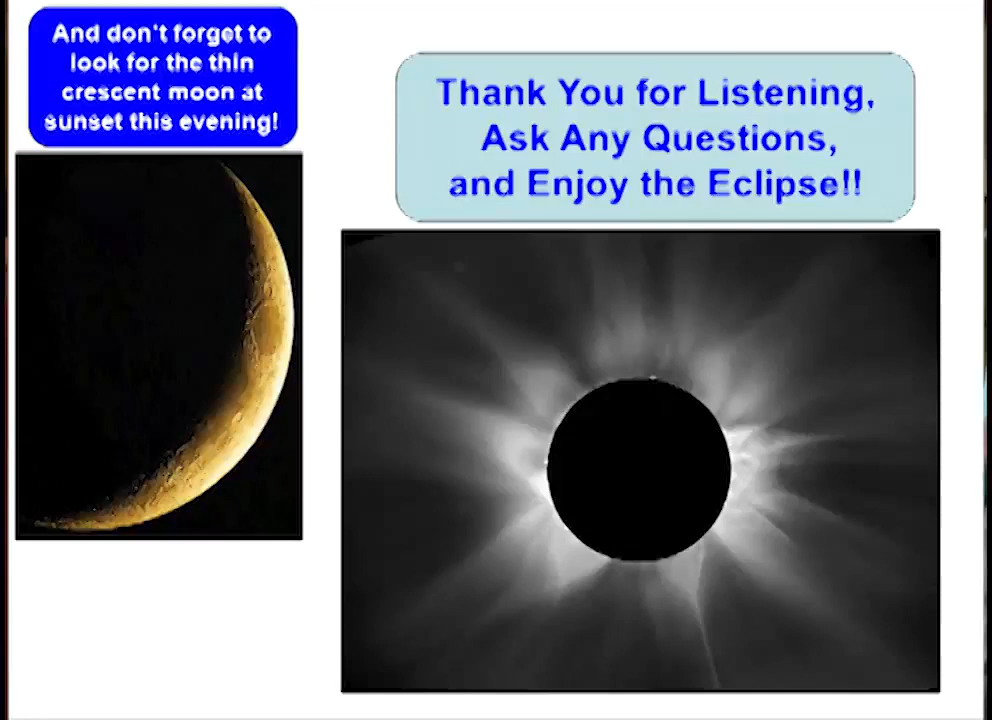 And don't forget to
look for the thin
crescent moon at
sunset this evening!
Thank You for Listening,
Ask Any Questions,
and Enjoy the Eclipse!!